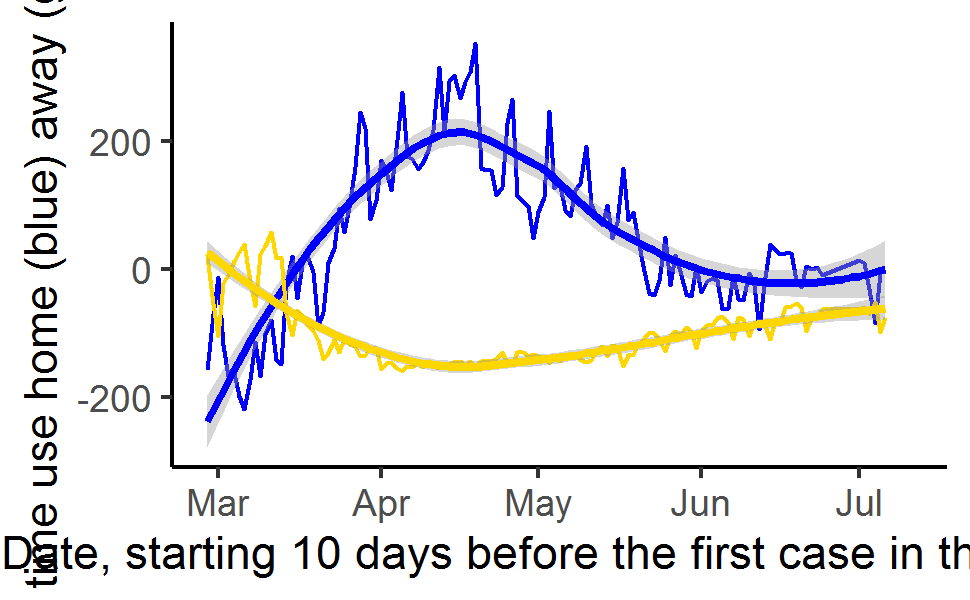 time use home (blue) away (
200
0
-200
Mar Apr May Jun Jul
Date, starting 10 days before the first case in th